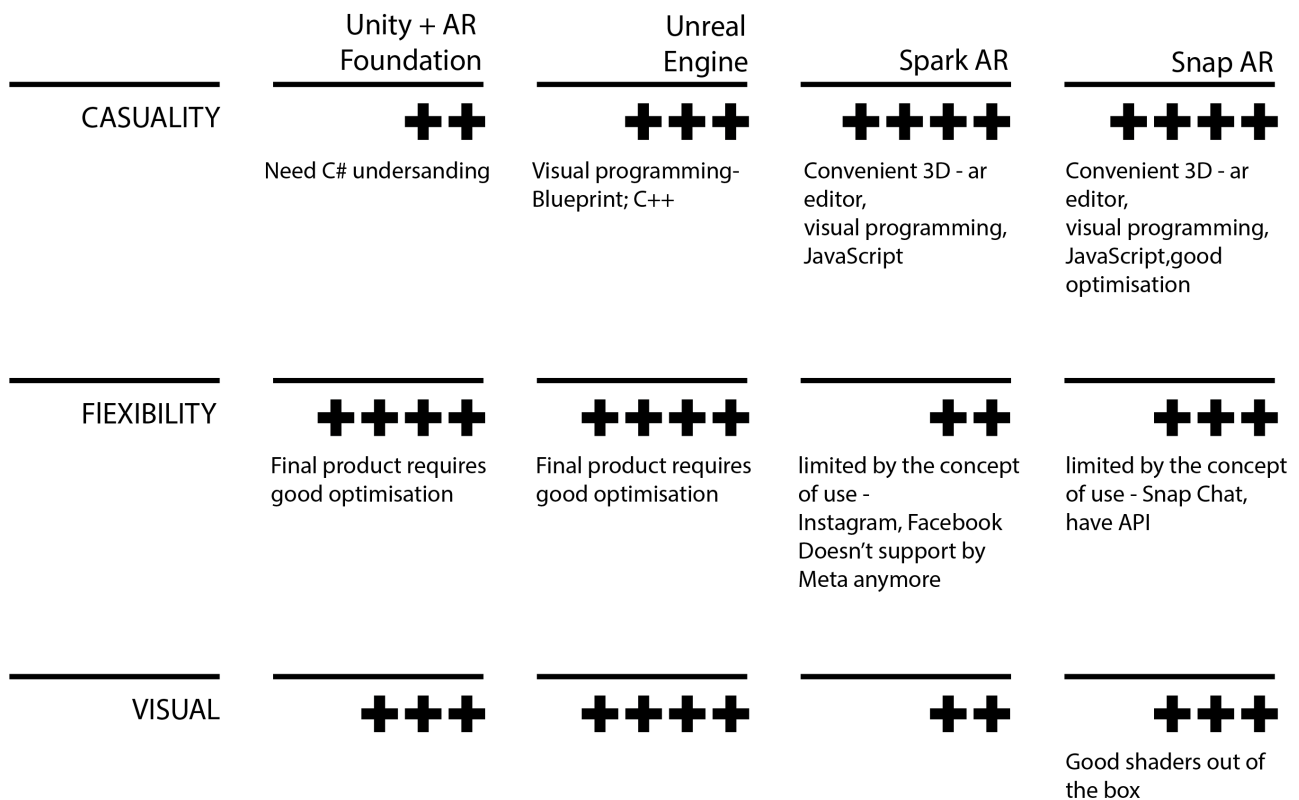 Unity + AR
Foundation
Unreal
Engine
Spark AR
Snap AR
CASUALITY
Need C# undersanding
Visual programming-
Blueprint; C++
Convenient 3D - ar
editor,
visual programming,
JavaScript
Convenient 3D - ar
editor,
visual programming,
JavaScript,good
optimisation
FlEXIBILITY
Final product requires
good optimisation
Final product requires
good optimisation
limited by the concept
of use -
Instagram, Facebook
Doesn't support by
Meta anymore
limited by the concept
of use - Snap Chat,
have API
VISUAL
Good shaders out of
the box